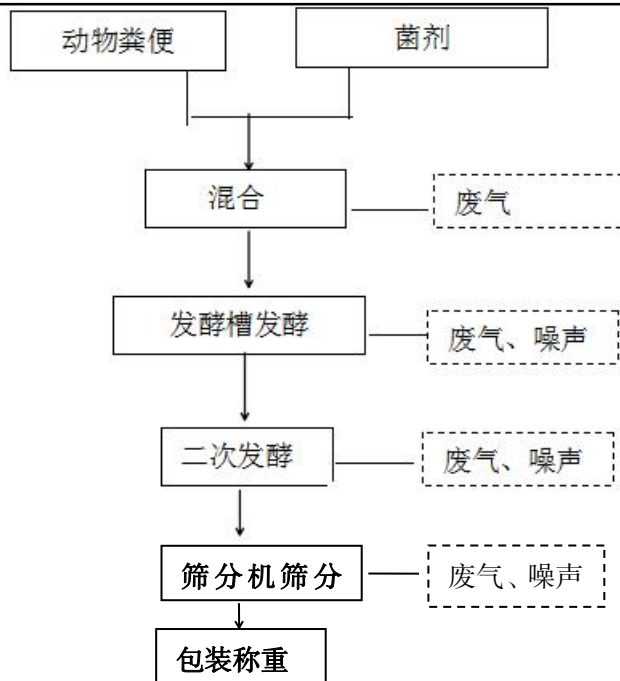 动物粪便
菌剂
混合
废气
发酵槽发酵
废气、噪声
二次发酵
废气、噪声
筛分机筛分
废气、噪声
包装称重